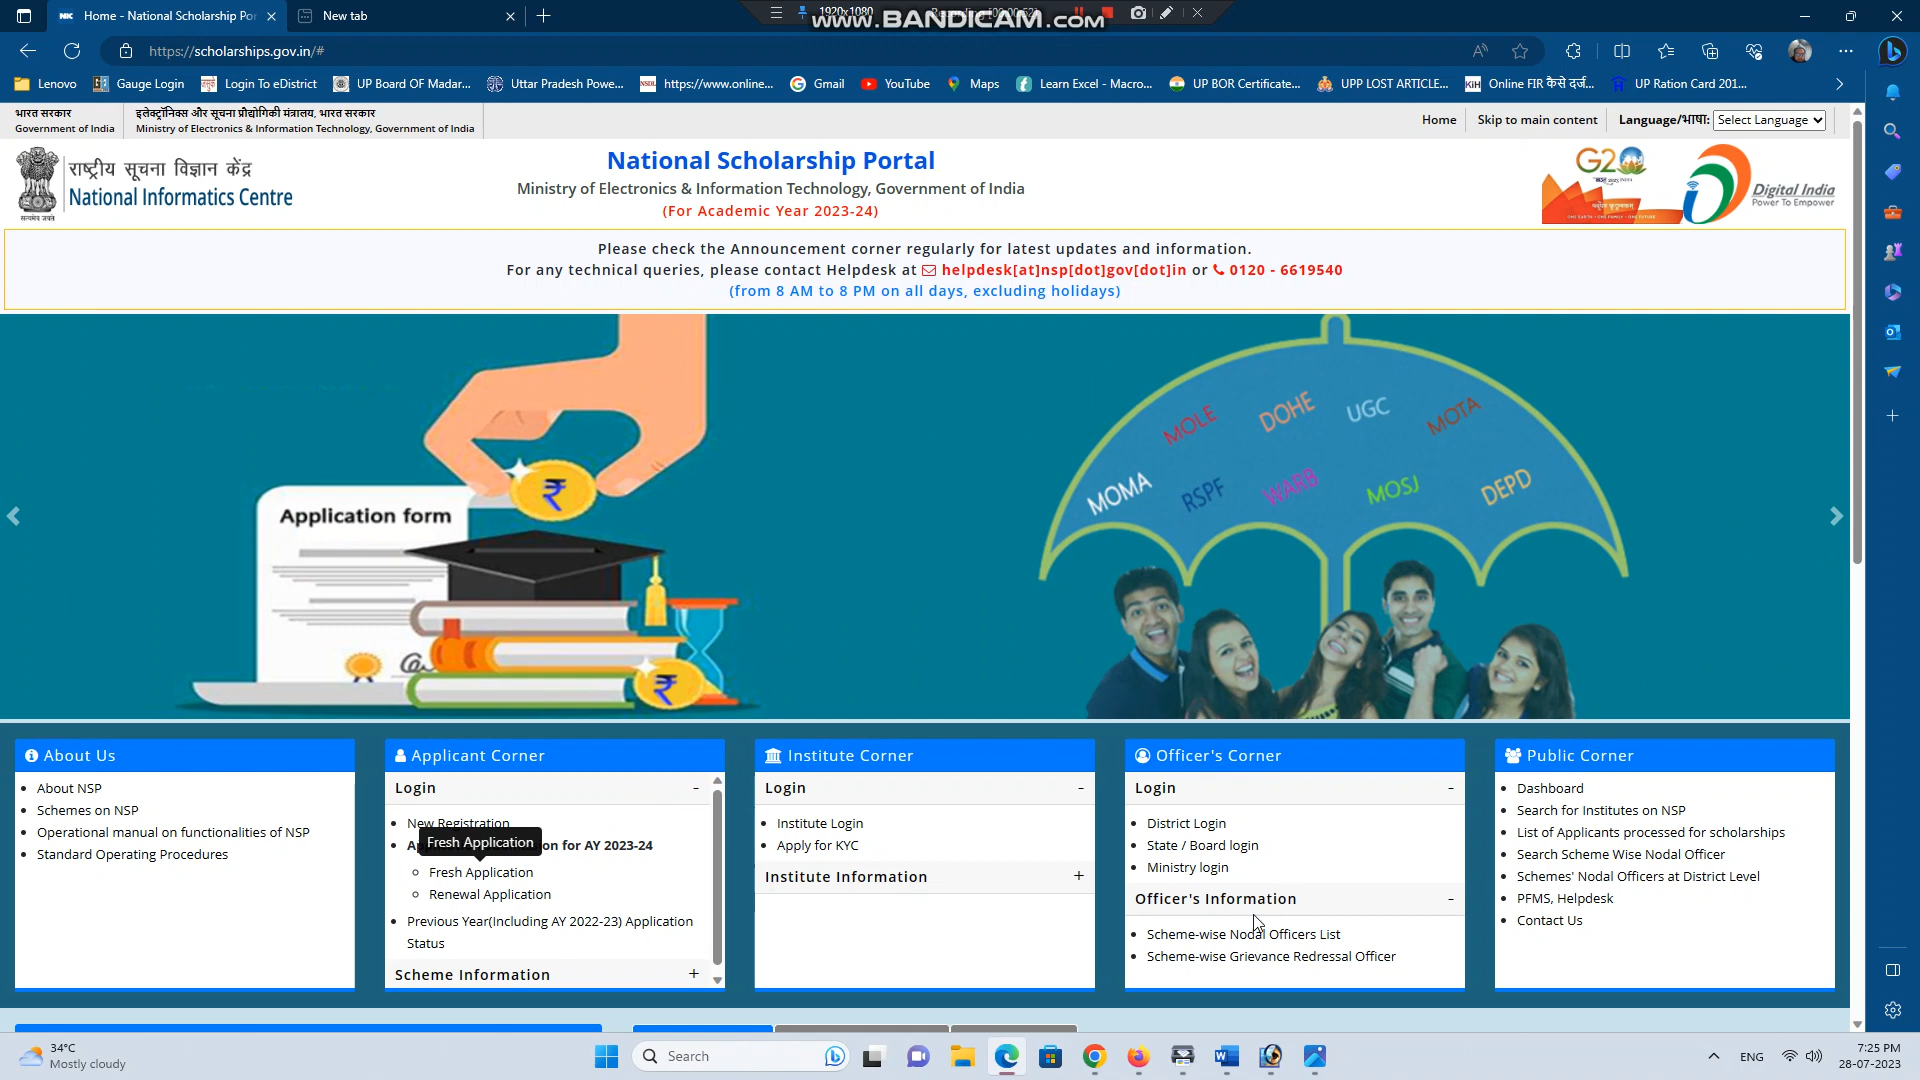 Home - National Scholarship Por
New tab
1920x1080
WWW.BANDICAM.COM
https://scholarships.gov.in/#
Lenovo
Gauge Login
Login To eDistrict
UP Board OF Madar...
Uttar Pradesh Powe...
https://www.online...
Gmail
YouTube
Maps
Learn Excel - Macro...
UP BOR Certificate...
UPP LOST ARTICLE...
Online FIR कैसे दर्ज...
UP Ration Card 201...
भारत सरकार
Government of India
इलेक्ट्रॉनिक्स और सूचना प्रौद्योगिकी मंत्रालय, भारत सरकार
Ministry of Electronics & Information Technology, Government of India
Home
Skip to main content
Language/भाषा:
Select Language
राष्ट्रीय सूचना विज्ञान केंद्र
National Informatics Centre
सत्यमेव जयते
National Scholarship Portal
Ministry of Electronics & Information Technology, Government of India
(For Academic Year 2023-24)
G20
ONE EARTH • ONE FAMILY • ONE FUTURE
Digital India
Power To Empower
Please check the Announcement corner regularly for latest updates and information.
For any technical queries, please contact Helpdesk at helpdesk[at]nsp[dot]gov[dot]in or 0120 - 6619540
(from 8 AM to 8 PM on all days, excluding holidays)
Application form
₹
₹
MOLE
DOHE
UGC
MOTA
MOMA
RSPF
WARB
MOSJ
DEPD
About Us
About NSP
Schemes on NSP
Operational manual on functionalities of NSP
Standard Operating Procedures
Applicant Corner
Login -
New Registration
Fresh Application
for AY 2023-24
Fresh Application
Renewal Application
Previous Year(Including AY 2022-23) Application
Status
Scheme Information +
Institute Corner
Login -
Institute Login
Apply for KYC
Institute Information +
Officer's Corner
Login -
District Login
State / Board login
Ministry login
Officer's Information -
Scheme-wise Nodal Officers List
Scheme-wise Grievance Redressal Officer
Public Corner
Dashboard
Search for Institutes on NSP
List of Applicants processed for scholarships
Search Scheme Wise Nodal Officer
Schemes' Nodal Officers at District Level
PFMS, Helpdesk
Contact Us
34°C
Mostly cloudy
Search
ENG
7:25 PM
28-07-2023